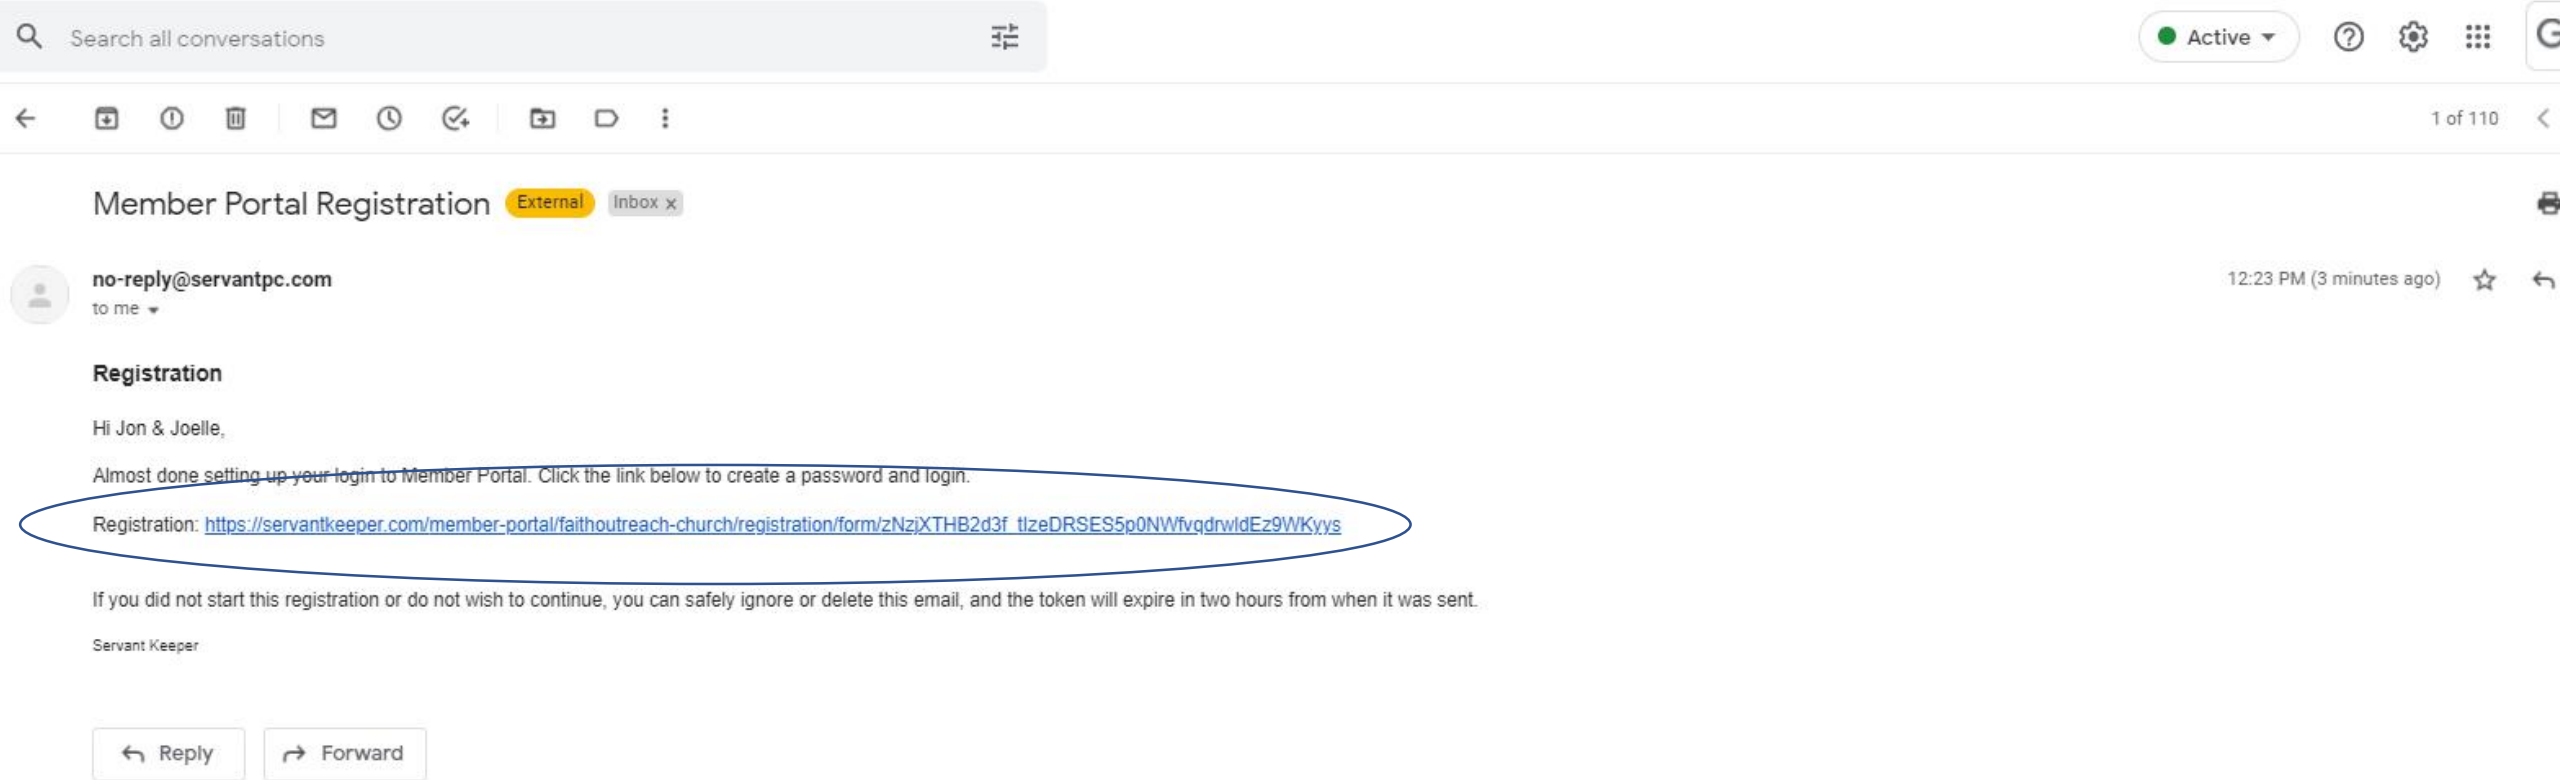 Search all conversations
Active
1 of 110
Member Portal Registration External Inbox x
no-reply@servantpc.com
12:23 PM (3 minutes ago)
to me
Registration
Hi Jon & Joelle,
Almost done setting up your login to Member Portal. Click the link below to create a password and login.
Registration: https://servantkeeper.com/member-portal/faithoutreach-church/registration/form/zNzjXTHB2d3f_tIzeDRSES5p0NWfvqdrwldEz9WKyys
If you did not start this registration or do not wish to continue, you can safely ignore or delete this email, and the token will expire in two hours from when it was sent.
Servant Keeper
Reply
Forward